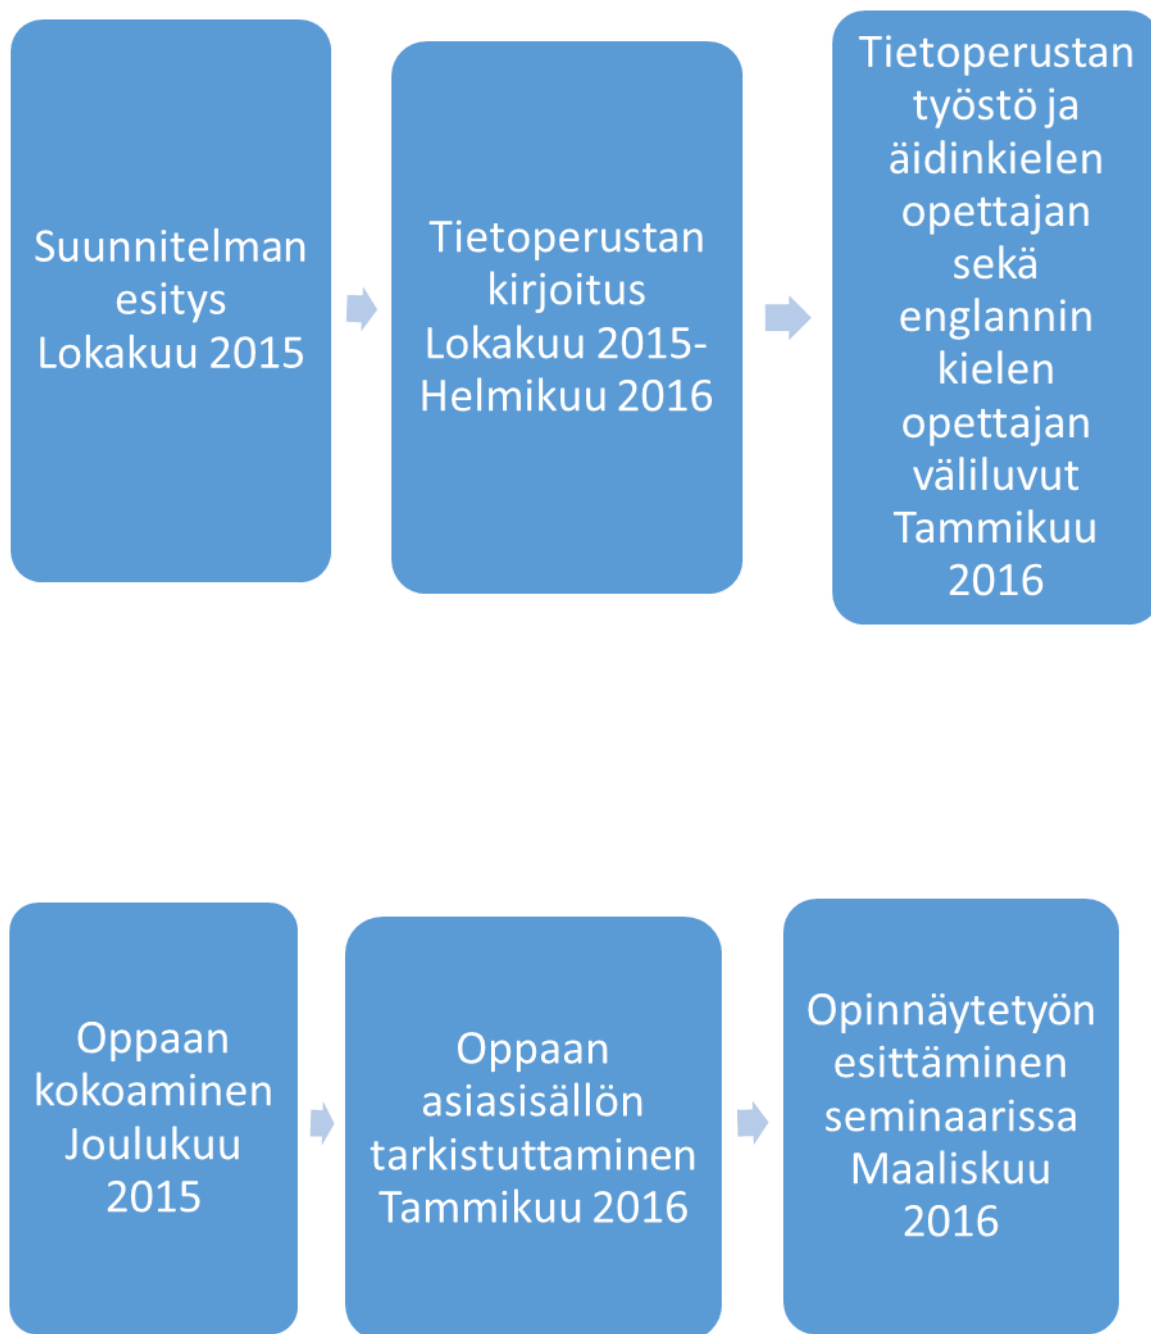 Suunnitelman
esitys
Lokakuu 2015
Tietoperustan
kirjoitus
Lokakuu 2015-
Helmikuu 2016
Tietoperustan
työstö ja
äidinkielen
opettajan
sekä
englannin
kielen
opettajan
väliluvut
Tammikuu
2016
Oppaan
kokoaminen
Joulukuu
2015
Oppaan
asiasisällön
tarkistuttaminen
Tammikuu 2016
Opinnäytetyön
esittäminen
seminaarissa
Maaliskuu
2016